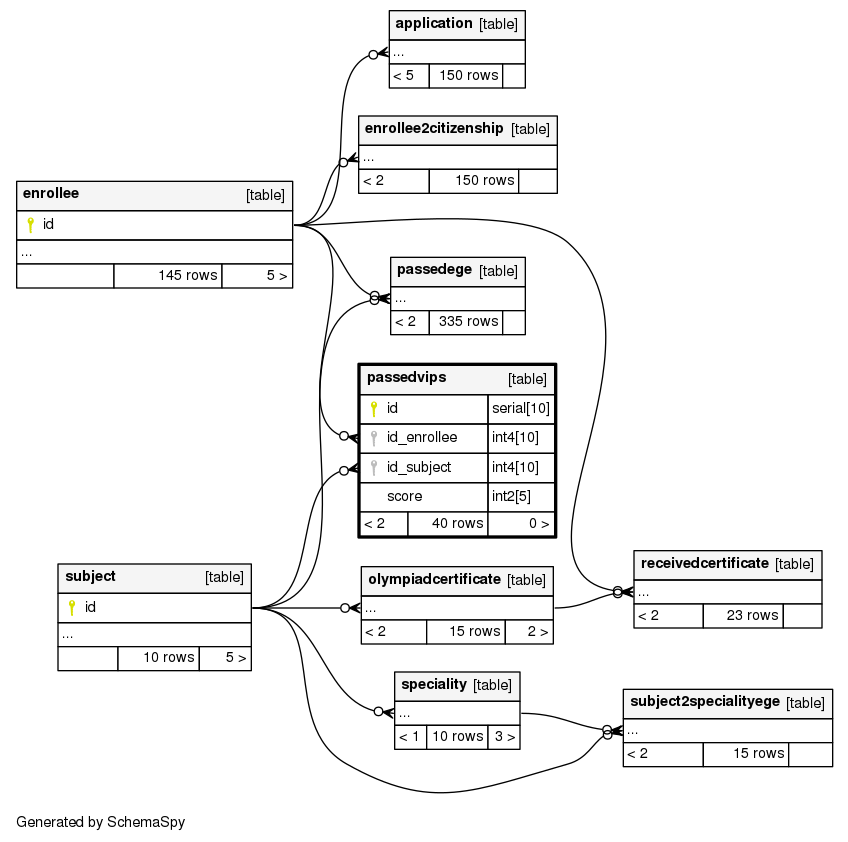 application [table]
...
< 5 150 rows
enrollee2citizenship [table]
...
< 2 150 rows
enrollee [table]
id
...
145 rows 5 >
passedege [table]
...
< 2 335 rows
passedvips [table]
id serial[10]
id_enrollee int4[10]
id_subject int4[10]
score int2[5]
< 2 40 rows 0 >
subject [table]
id
...
10 rows 5 >
olympiadcertificate [table]
...
< 2 15 rows 2 >
receivedcertificate [table]
...
< 2 23 rows
speciality [table]
...
< 1 10 rows 3 >
subject2specialityege [table]
...
< 2 15 rows
Generated by SchemaSpy